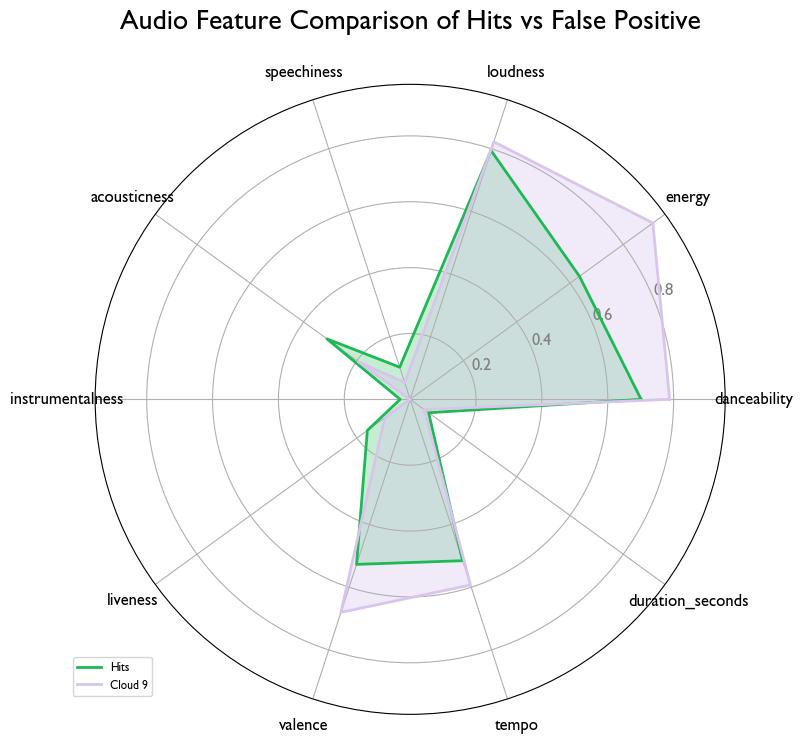 Audio Feature Comparison of Hits vs False Positive
speechiness
loudness
acousticness
energy
0.8
0.6
0.4
0.2
instrumentalness
danceability
liveness
duration_seconds
Hits
Cloud 9
valence
tempo